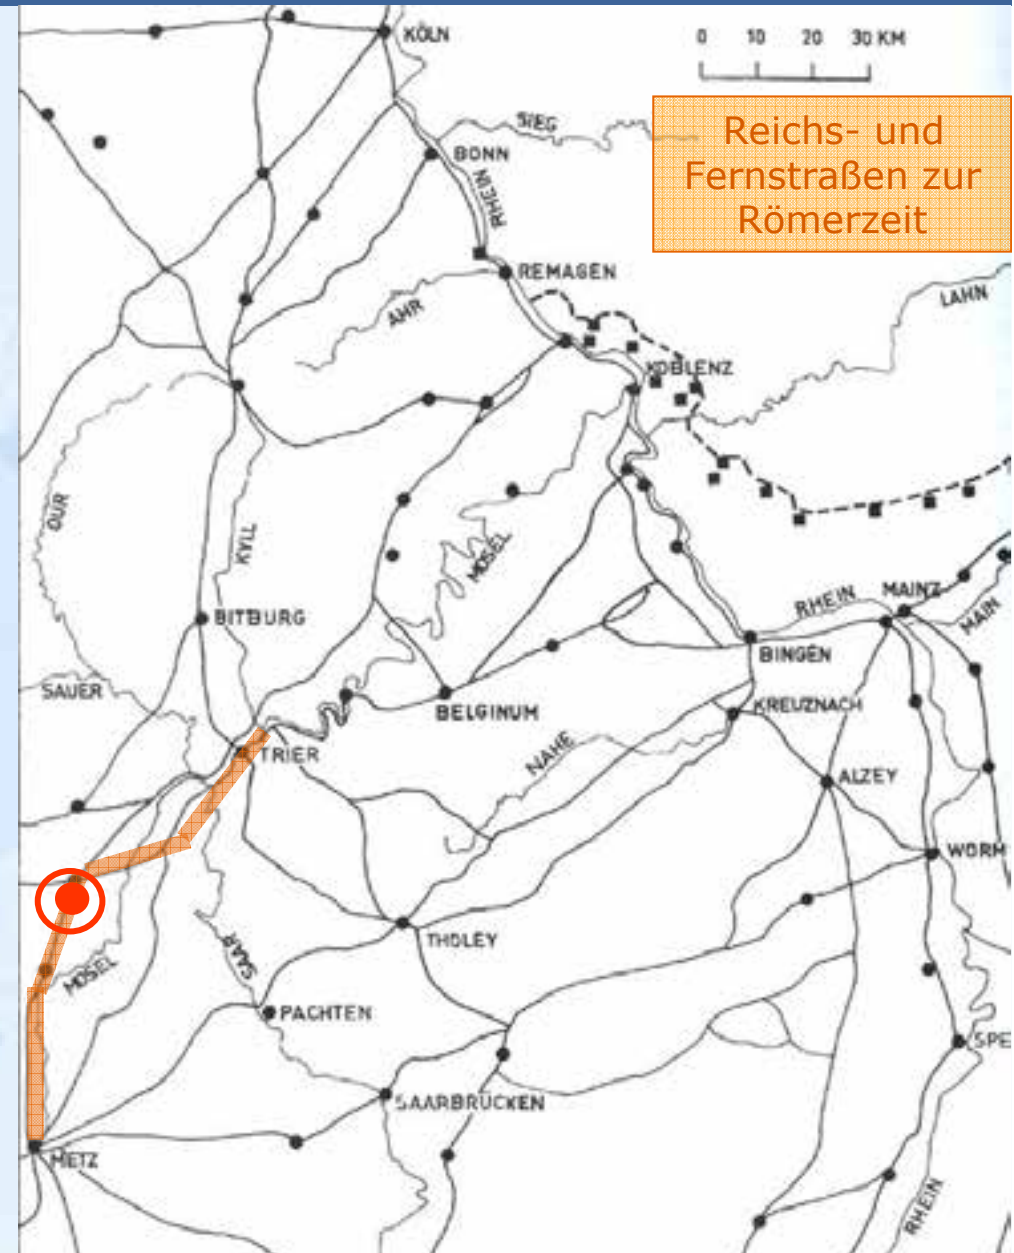 KÖLN
0 10 20 30 KM
Reichs- und
Fernstraßen zur
Römerzeit
SIEG
BONN
RHEIN
REMAGEN
LAHN
AHR
KOBLENZ
OUR
KYLL
MOSEL
RHEIN
MAINZ
MAIN
BITBURG
BINGEN
SAUER
BELGINUM
KREUZNACH
TRIER
NAHE
ALZEY
WORM
THOLEY
SAAR
MOSEL
PACHTEN
SPE
SAARBRÜCKEN
METZ
RHEIN